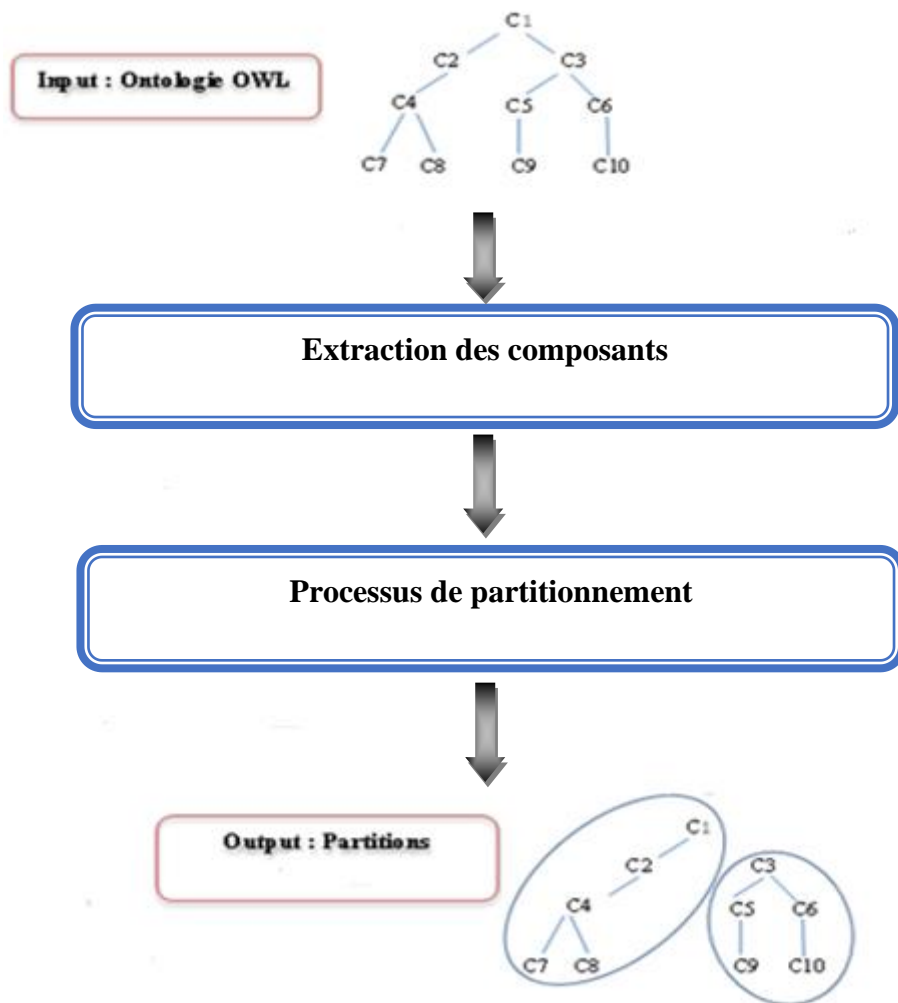 C1
C2 C3
Input : Ontologie OWL
C4 C5 C6
C7 C8 C9 C10
Extraction des composants
Processus de partitionnement
Output : Partitions
C1
C2
C4
C7 C8
C3
C5 C6
C9 C10